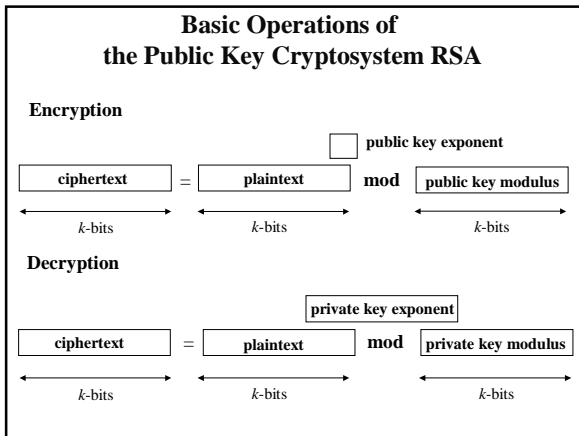 Basic Operations of
the Public Key Cryptosystem RSA
Encryption
public key exponent
ciphertext = plaintext mod public key modulus
k-bits k-bits k-bits
Decryption
private key exponent
ciphertext = plaintext mod private key modulus
k-bits k-bits k-bits